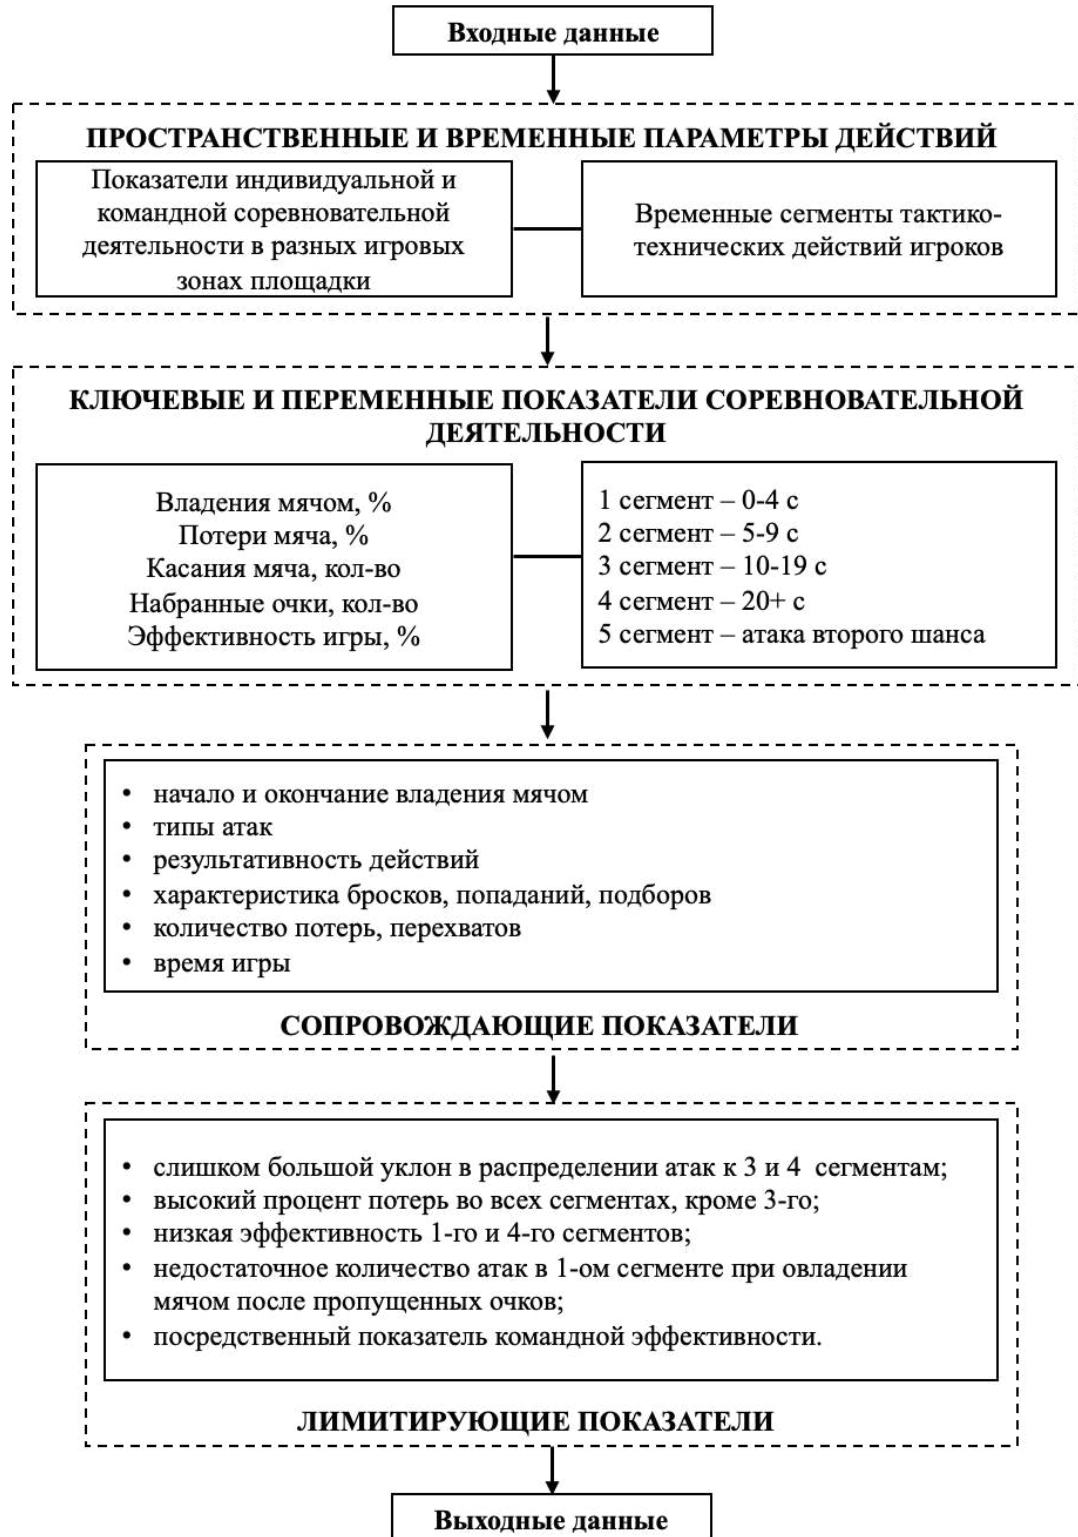 Входные данные
ПРОСТРАНСТВЕННЫЕ И ВРЕМЕННЫЕ ПАРАМЕТРЫ ДЕЙСТВИЙ
Показатели индивидуальной и
командной соревновательной
деятельности в разных игровых
зонах площадки
Временные сегменты тактико-
технических действий игроков
КЛЮЧЕВЫЕ И ПЕРЕМЕННЫЕ ПОКАЗАТЕЛИ СОРЕВНОВАТЕЛЬНОЙ
ДЕЯТЕЛЬНОСТИ
Владения мячом, %
Потери мяча, %
Касания мяча, кол-во
Набранные очки, кол-во
Эффективность игры, %
1 сегмент – 0-4 с
2 сегмент – 5-9 с
3 сегмент – 10-19 с
4 сегмент – 20+ с
5 сегмент – атака второго шанса
• начало и окончание владения мячом
• типы атак
• результативность действий
• характеристика бросков, попаданий, подборов
• количество потерь, перехватов
• время игры
СОПРОВОЖДАЮЩИЕ ПОКАЗАТЕЛИ
• слишком большой уклон в распределении атак к 3 и 4 сегментам;
• высокий процент потерь во всех сегментах, кроме 3-го;
• низкая эффективность 1-го и 4-го сегментов;
• недостаточное количество атак в 1-ом сегменте при овладении
мячом после пропущенных очков;
• посредственный показатель командной эффективности.
ЛИМИТИРУЮЩИЕ ПОКАЗАТЕЛИ
Выходные данные